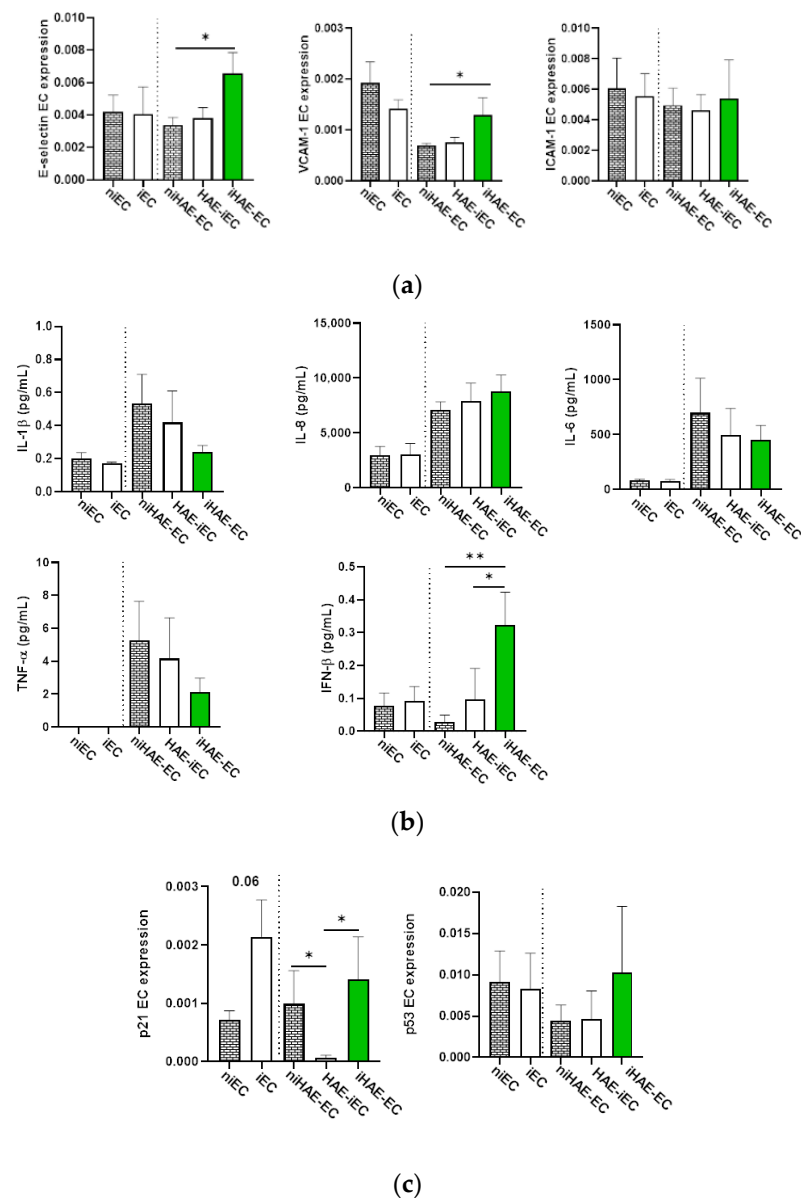 E-selectin EC expression
0.010
0.008
0.006
0.004
0.002
0.000
*
niEC
iEC
niHAE-EC
HAE-iEC
iHAE-EC
VCAM-1 EC expression
0.003
0.002
0.001
0.000
*
niEC
iEC
niHAE-EC
HAE-iEC
iHAE-EC
ICAM-1 EC expression
0.010
0.008
0.006
0.004
0.002
0.000
niEC
iEC
niHAE-EC
HAE-iEC
iHAE-EC
(a)
IL-1β (pg/mL)
1.0
0.8
0.6
0.4
0.2
0.0
niEC
iEC
niHAE-EC
HAE-iEC
iHAE-EC
IL-8 (pg/mL)
15,000
10,000
5,000
0
niEC
iEC
niHAE-EC
HAE-iEC
iHAE-EC
IL-6 (pg/mL)
1500
1000
500
0
niEC
iEC
niHAE-EC
HAE-iEC
iHAE-EC
TNF-α (pg/mL)
10
8
6
4
2
0
niEC
iEC
niHAE-EC
HAE-iEC
iHAE-EC
IFN-β (pg/mL)
0.5
0.4
0.3
0.2
0.1
0.0
**
*
niEC
iEC
niHAE-EC
HAE-iEC
iHAE-EC
(b)
p21 EC expression
0.003
0.002
0.001
0.000
0.06
*
*
niEC
iEC
niHAE-EC
HAE-iEC
iHAE-EC
p53 EC expression
0.020
0.015
0.010
0.005
0.000
niEC
iEC
niHAE-EC
HAE-iEC
iHAE-EC
(c)